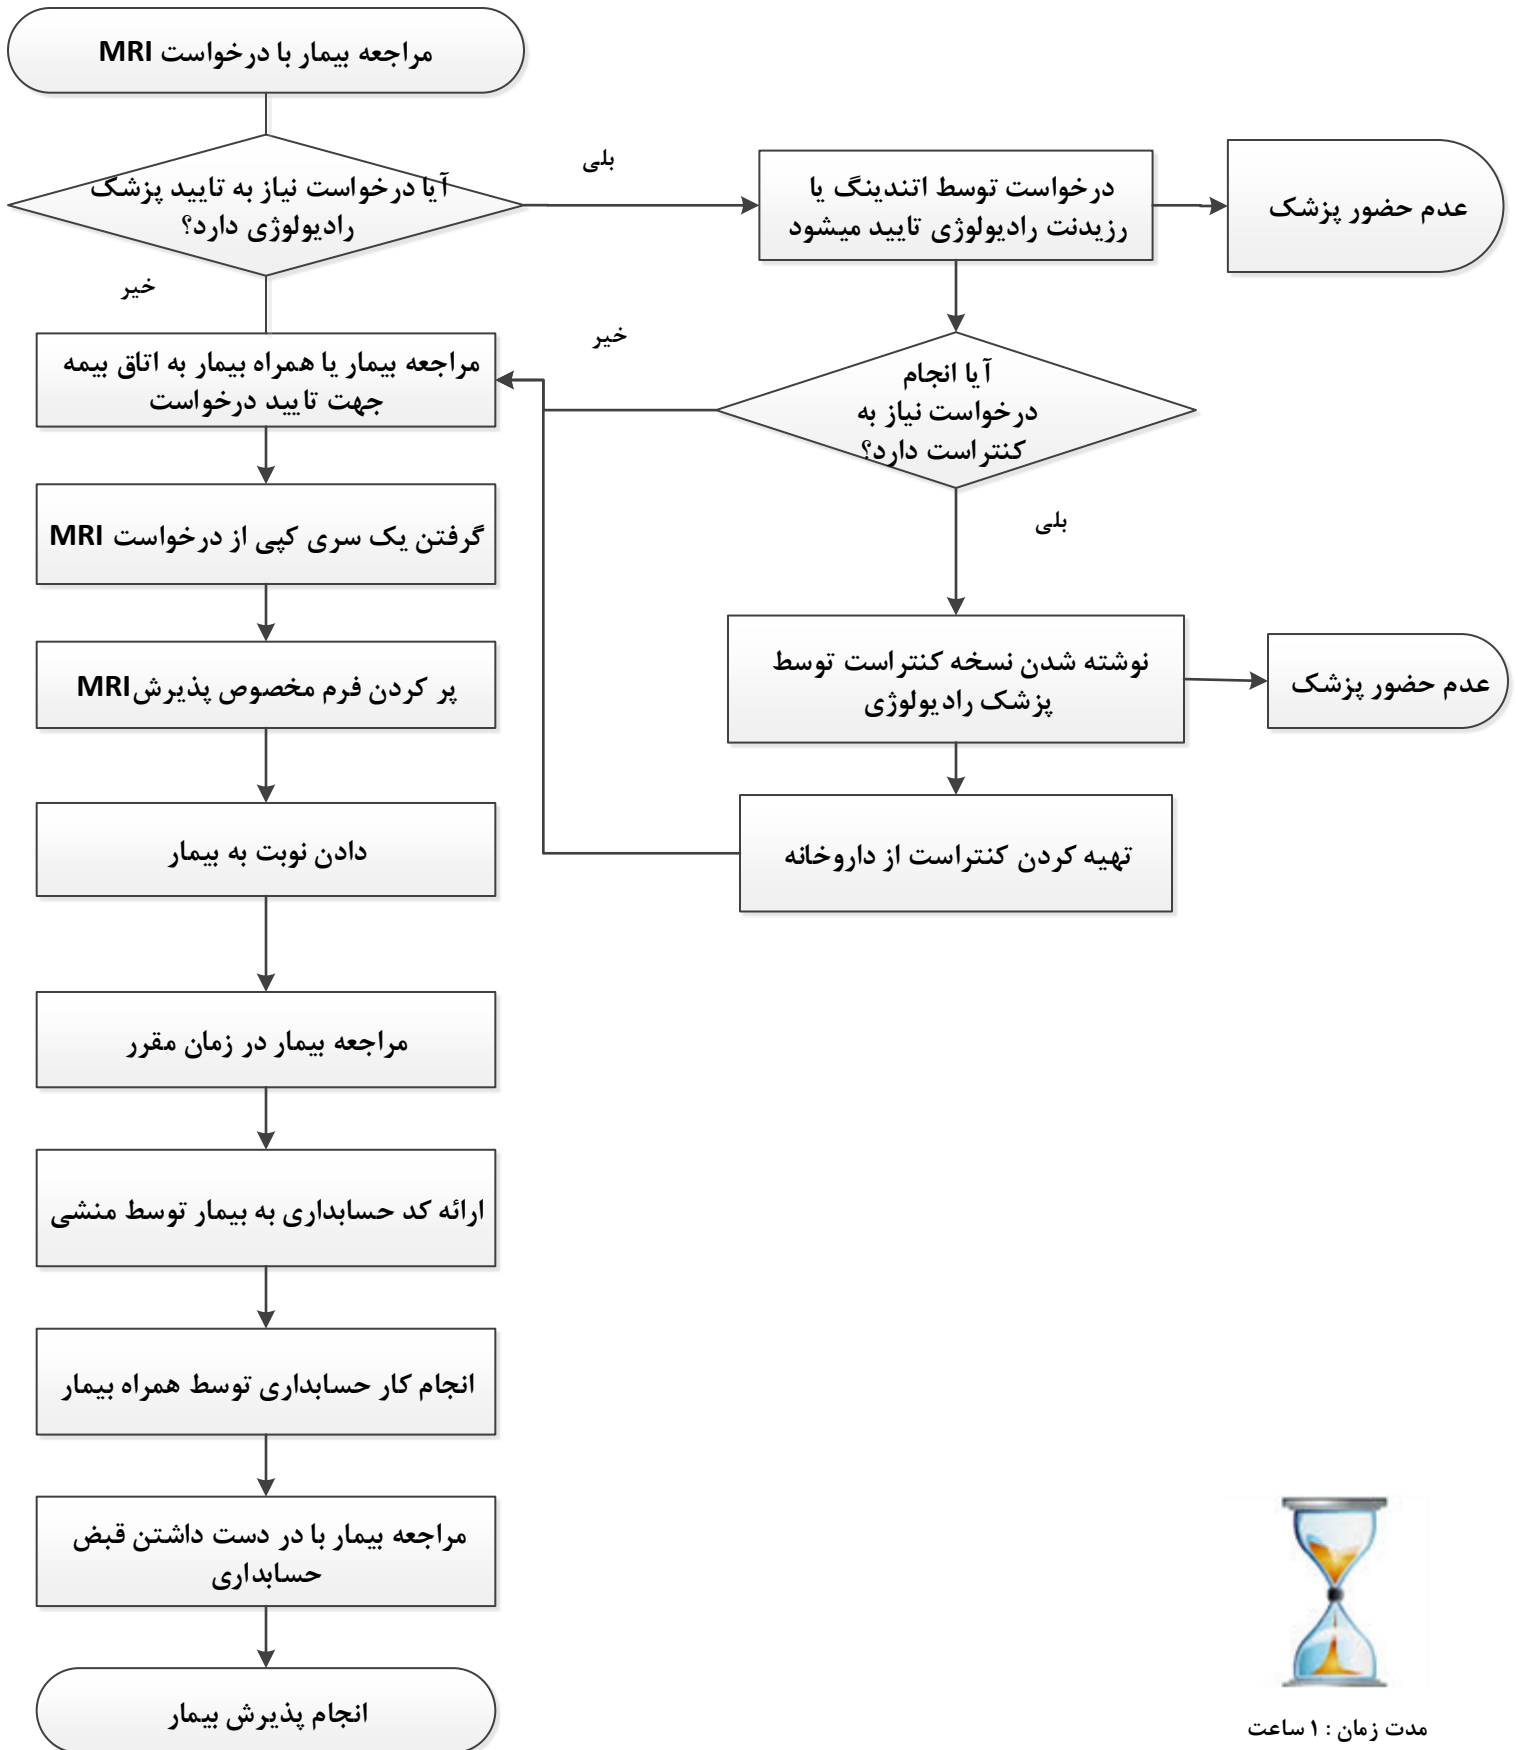 مراجعه بیمار با درخواست MRI
آیا درخواست نیاز به تایید پزشک
رادیولوژی دارد؟
بلی
درخواست توسط اتندینگ یا
رزیدنت رادیولوژی تایید میشود
عدم حضور پزشک
خیر
مراجعه بیمار یا همراه بیمار به اتاق بیمه
جهت تایید درخواست
خیر
آیا انجام
درخواست نیاز به
کنتراست دارد؟
بلی
گرفتن یک سری کپی از درخواست MRI
نوشته شدن نسخه کنتراست توسط
پزشک رادیولوژی
عدم حضور پزشک
پر کردن فرم مخصوص پذیرشMRI
تهیه کردن کنتراست از داروخانه
دادن نوبت به بیمار
مراجعه بیمار در زمان مقرر
ارائه کد حسابداری به بیمار توسط منشی
انجام کار حسابداری توسط همراه بیمار
مراجعه بیمار با در دست داشتن قبض
حسابداری
انجام پذیرش بیمار
مدت زمان : ۱ ساعت